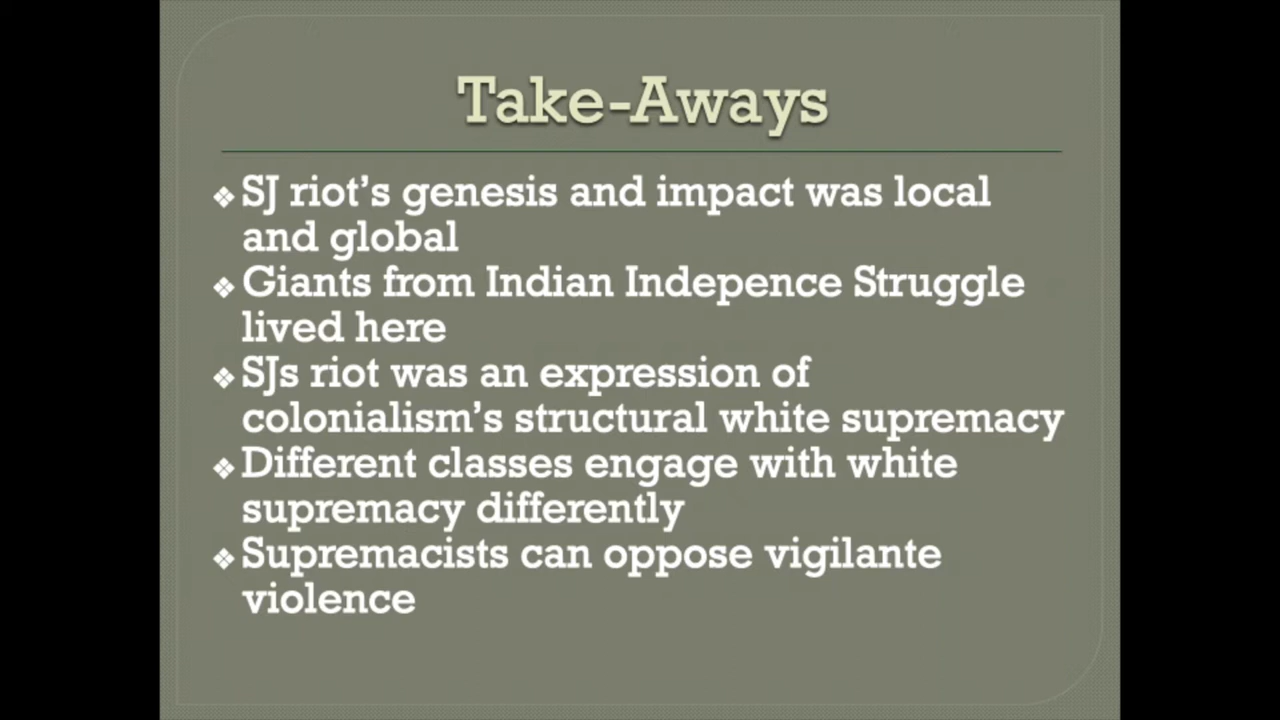 Take-Aways
❖ SJ riot’s genesis and impact was local
and global
❖ Giants from Indian Indepence Struggle
lived here
❖ SJs riot was an expression of
colonialism’s structural white supremacy
❖ Different classes engage with white
supremacy differently
❖ Supremacists can oppose vigilante
violence